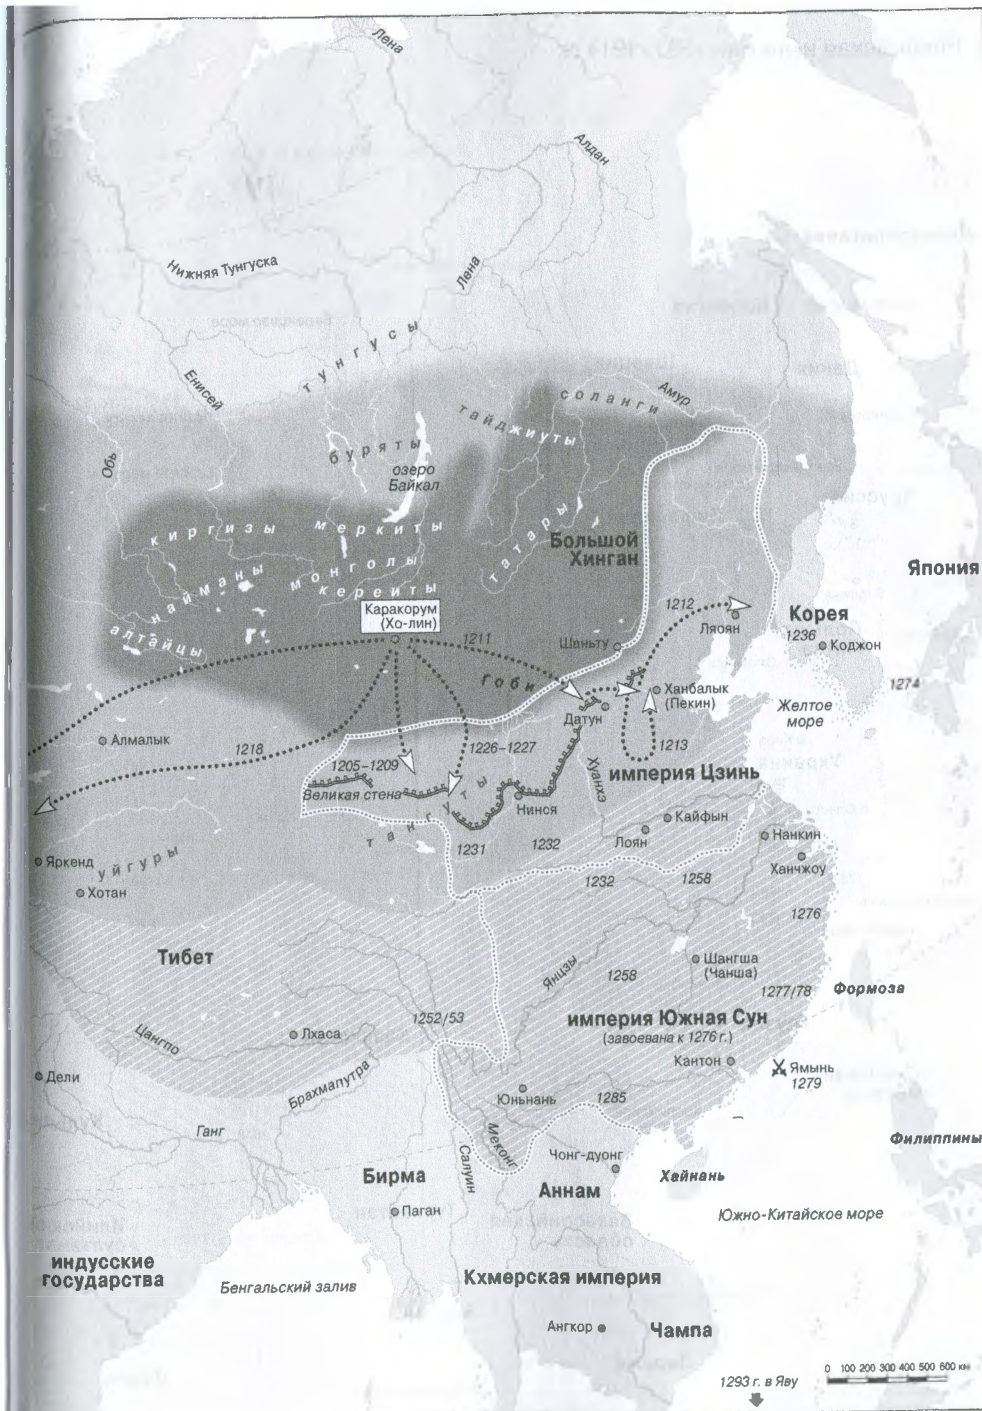 Лена
Алдан
Нижняя Тунгуска
Лена
тунгусы
Енисей
соланги
Амур
тайджиуты
буряты
Обь
озеро
Байкал
киргизы
меркиты
татары
Большой
Хинган
найманы
монголы
кереиты
алтайцы
Япония
Каракорум
(Хо-лин)
1211
1212
Ляоян
Корея
1236
Коджон
Шаньту
Гоби
1274
Ханбалык
(Пекин)
Желтое
море
Датун
Алмалык
1218
1226–1227
1213
1205–1209
Великая стена
Хуанхэ
империя Цзинь
тангуты
Нинся
Кайфын
1231
1232
Лоян
Нанкин
Ханчжоу
Яркенд
уйгуры
Хотан
1232
1258
1276
Тибет
Янцзы
1258
Шангша
(Чанша)
1277/78
Формоза
1252/53
империя Южная Сун
(завоевана к 1276 г.)
Цангпо
Лхаса
Кантон
Ямынь
1279
Дели
Брахмапутра
Юньнань
1285
Ганг
Меконг
Салуин
Чонг-дуонг
Филиппины
Бирма
Аннам
Хайнань
Паган
Южно-Китайское море
индусские
государства
Бенгальский залив
Кхмерская империя
Ангкор
Чампа
0 100 200 300 400 500 600 км
1293 г. в Яву